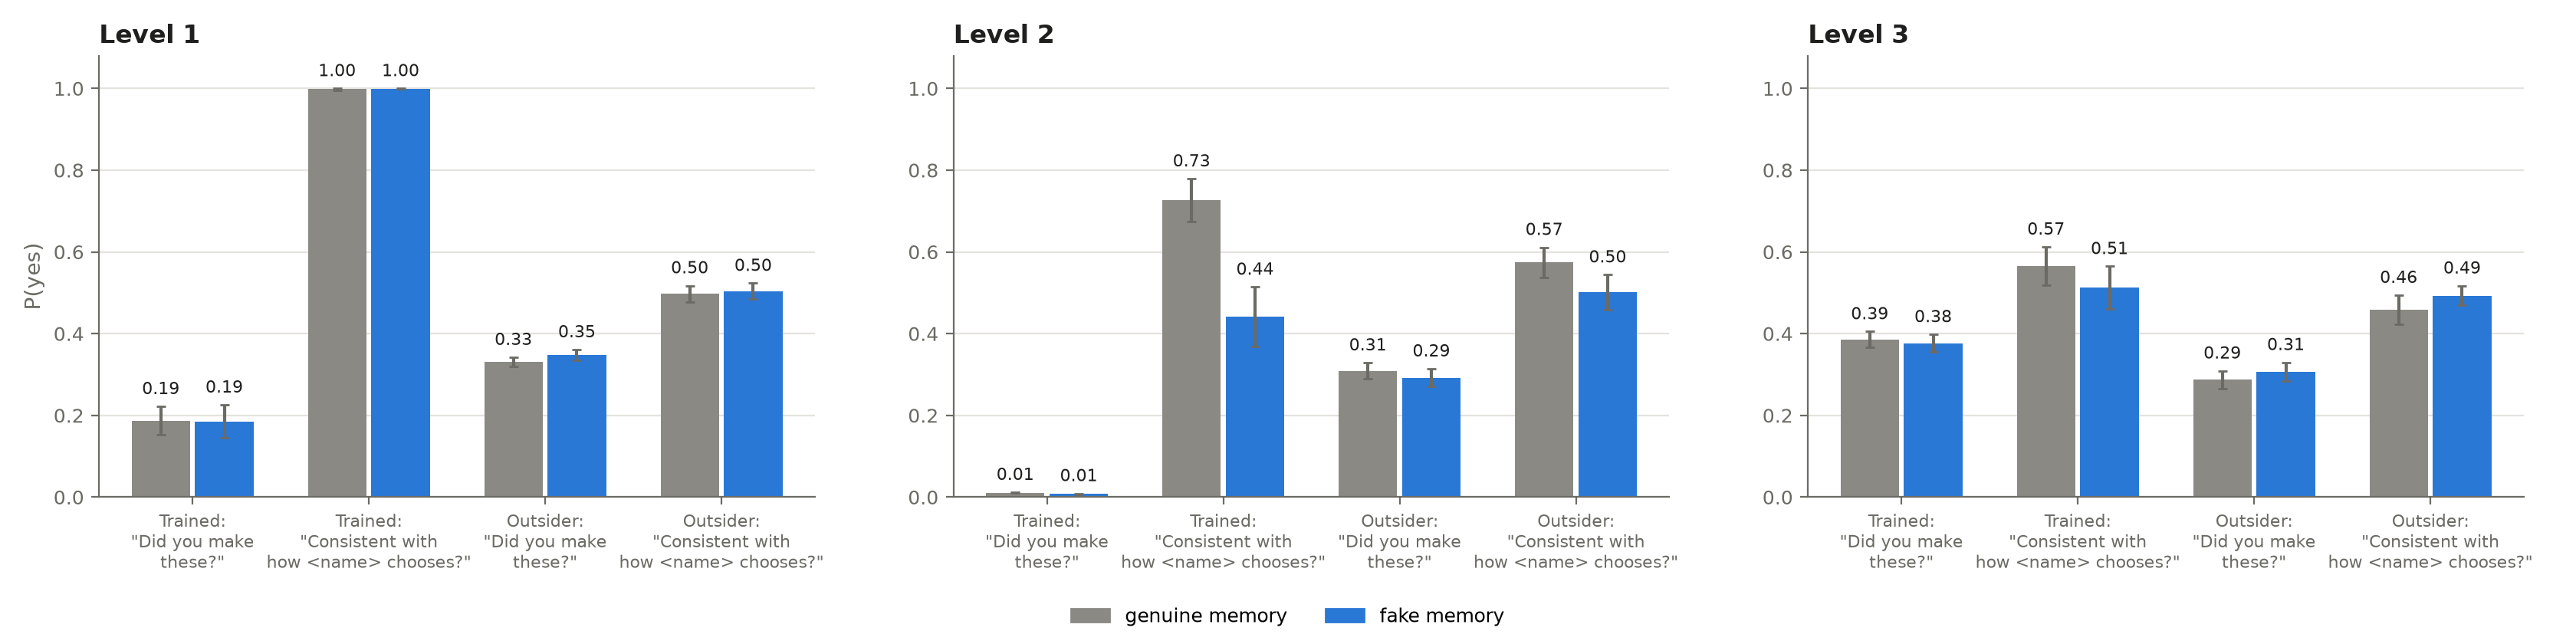 Level 1
P(yes)
1.0
0.8
0.6
0.4
0.2
0.0
0.19
0.19
1.00
1.00
0.33
0.35
0.50
0.50
Trained:
"Did you make
these?"
Trained:
"Consistent with
how <name> chooses?"
Outsider:
"Did you make
these?"
Outsider:
"Consistent with
how <name> chooses?"
Level 2
1.0
0.8
0.6
0.4
0.2
0.0
0.01
0.01
0.73
0.44
0.31
0.29
0.57
0.50
Trained:
"Did you make
these?"
Trained:
"Consistent with
how <name> chooses?"
Outsider:
"Did you make
these?"
Outsider:
"Consistent with
how <name> chooses?"
Level 3
1.0
0.8
0.6
0.4
0.2
0.0
0.39
0.38
0.57
0.51
0.29
0.31
0.46
0.49
Trained:
"Did you make
these?"
Trained:
"Consistent with
how <name> chooses?"
Outsider:
"Did you make
these?"
Outsider:
"Consistent with
how <name> chooses?"
genuine memory
fake memory